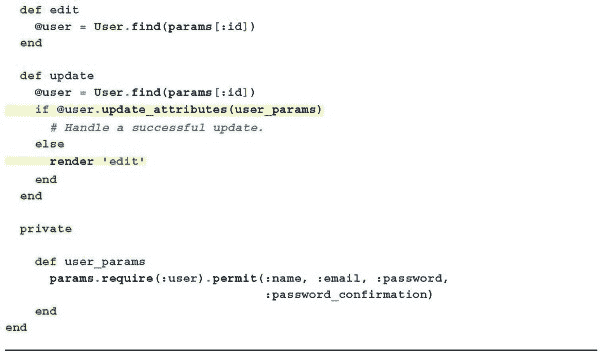 def edit
    @user = User.find(params[:id])
  end

  def update
    @user = User.find(params[:id])
    if @user.update_attributes(user_params)
      # Handle a successful update.
    else
      render 'edit'
    end
  end

  private

    def user_params
      params.require(:user).permit(:name, :email, :password,
                                   :password_confirmation)
    end
end